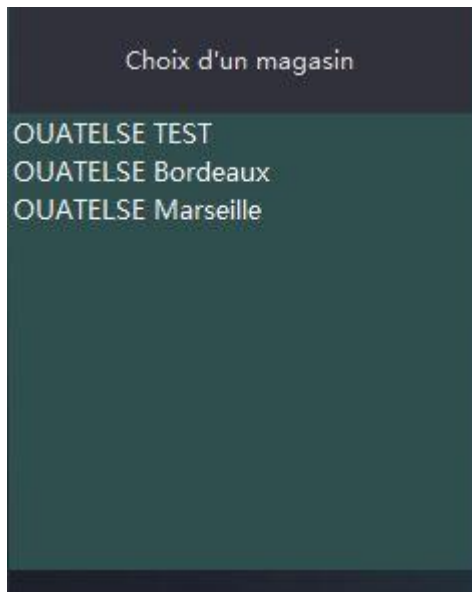 Choix d'un magasin
OUATELSE TEST
OUATELSE Bordeaux
OUATELSE Marseille